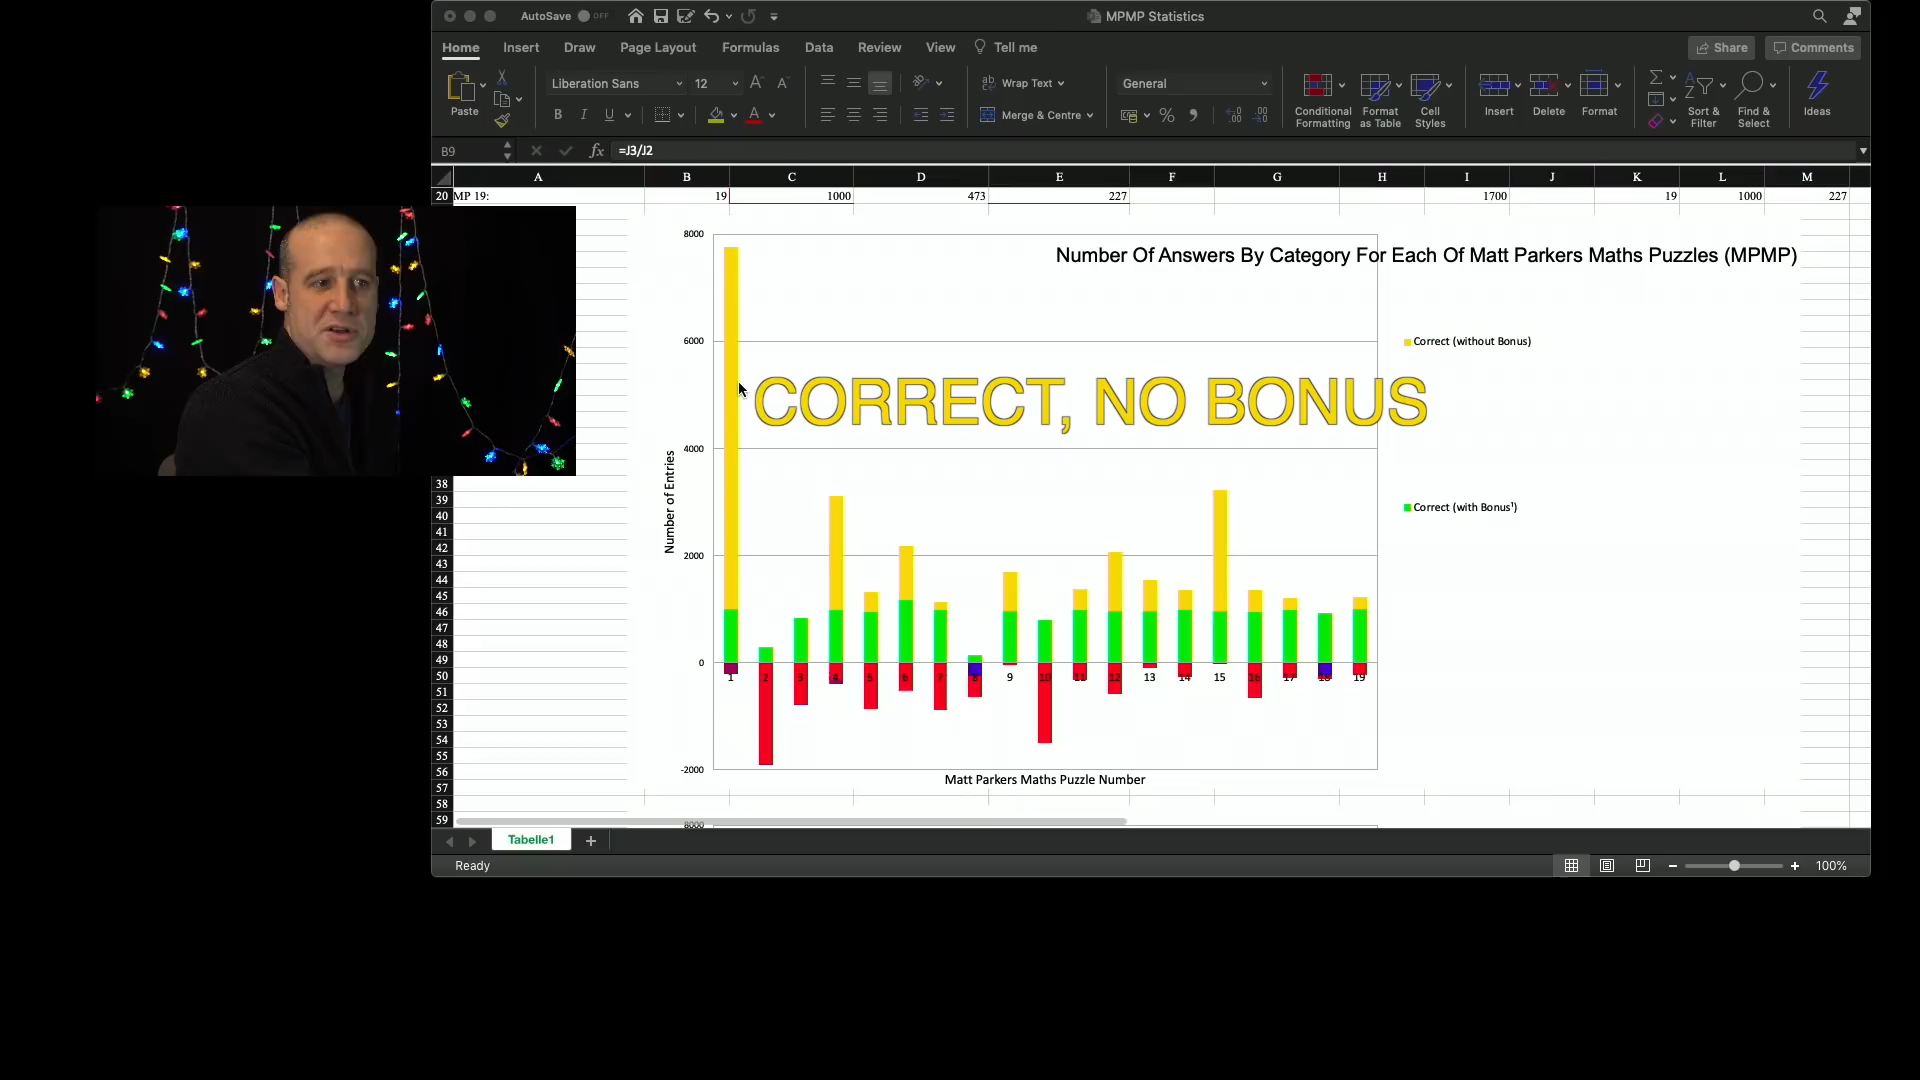 AutoSave OFF
MPMP Statistics
Home Insert Draw Page Layout Formulas Data Review View Tell me
Share Comments
Paste
Liberation Sans 12
B I U
Wrap Text
Merge & Centre
General
Conditional Formatting
Format as Table
Cell Styles
Insert
Delete
Format
Sort & Filter
Find & Select
Ideas
B9 fx =J3/J2
A B C D E F G H I J K L M
20 MP 19: 19 1000 473 227 1700 19 1000 227
Number Of Answers By Category For Each Of Matt Parkers Maths Puzzles (MPMP)
8000
6000
4000
2000
0
-2000
Number of Entries
Correct (without Bonus)
CORRECT, NO BONUS
Correct (with Bonus¹)
1 2 3 4 5 6 7 8 9 10 11 12 13 14 15 16 17 18 19
Matt Parkers Maths Puzzle Number
38
39
40
41
42
43
44
45
46
47
48
49
50
51
52
53
54
55
56
57
58
59
8000
Tabelle1
Ready
100%